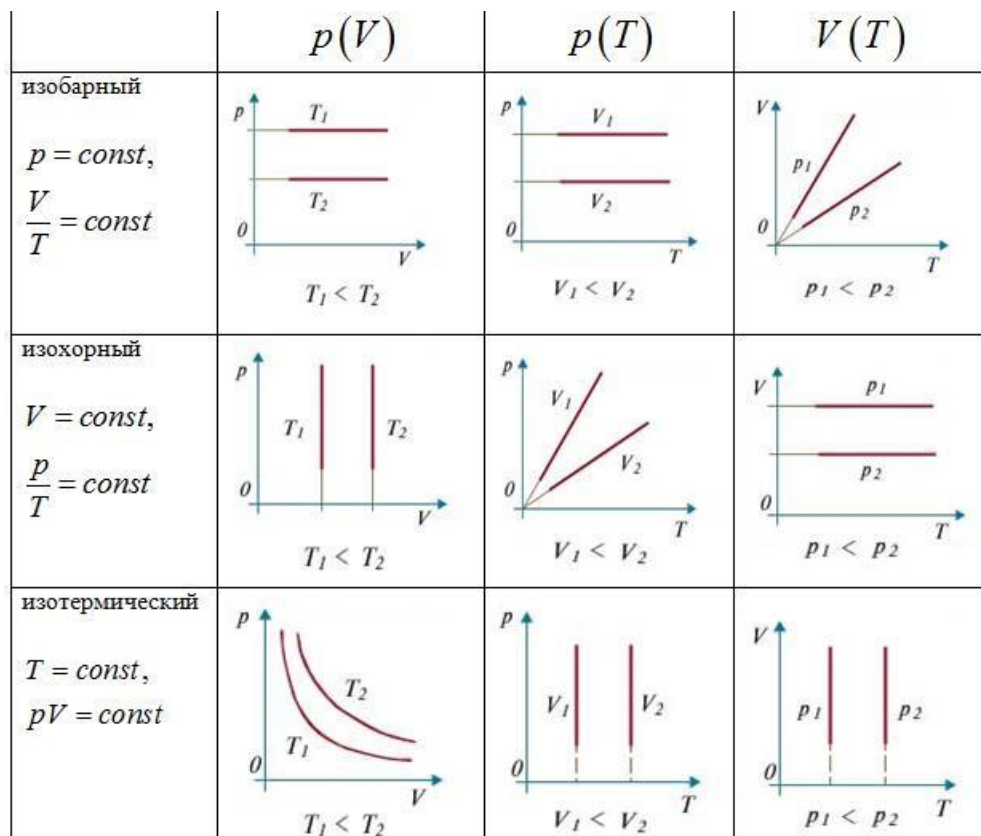 p(V) p(T) V(T)
изобарный
p = const,
V/T = const
p
T₁
T₂
0
V
T₁ < T₂
p
V₁
V₂
0
T
V₁ < V₂
V
p₁
p₂
0
T
p₁ < p₂
изохорный
V = const,
p/T = const
p
T₁ T₂
0
V
T₁ < T₂
p
V₁
V₂
0
T
V₁ < V₂
V
p₁
p₂
0
T
p₁ < p₂
изотермический
T = const,
pV = const
p
T₂
T₁
0
V
T₁ < T₂
p
V₁ V₂
0
T
V₁ < V₂
V
p₁ p₂
0
T
p₁ < p₂